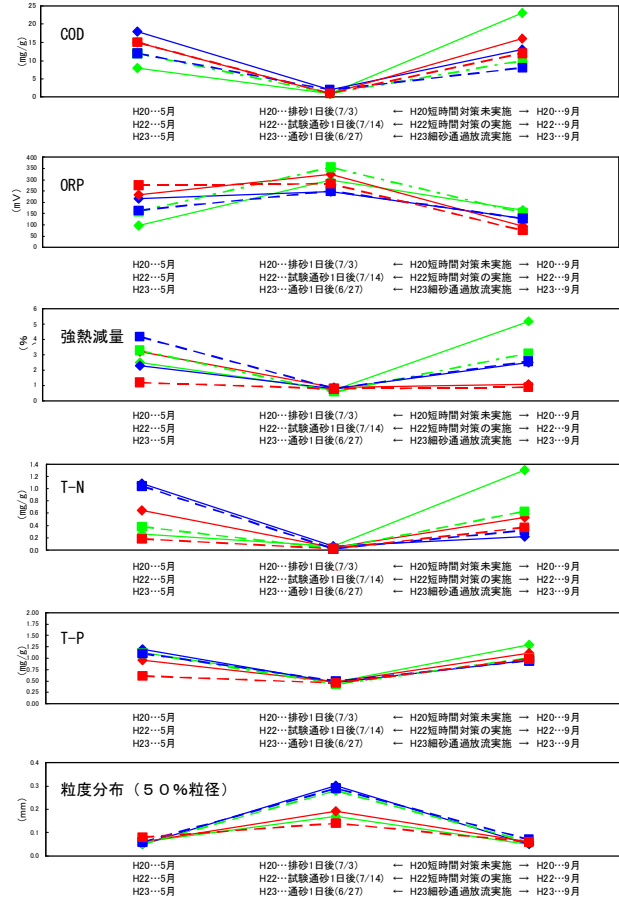 COD
(mg/g)
25
20
15
10
5
0
H20…5月 H20…排砂1日後(7/3) ← H20短時間対策未実施 → H20…9月
H22…5月 H22…試験通砂1日後(7/14) ← H22短時間対策の実施 → H22…9月
H23…5月 H23…通砂1日後(6/27) ← H23細砂通過放流実施 → H23…9月
ORP
(mV)
400
350
300
250
200
150
100
50
0
H20…5月 H20…排砂1日後(7/3) ← H20短時間対策未実施 → H20…9月
H22…5月 H22…試験通砂1日後(7/14) ← H22短時間対策の実施 → H22…9月
H23…5月 H23…通砂1日後(6/27) ← H23細砂通過放流実施 → H23…9月
強熱減量
(%
6
5
4
3
2
1
0
H20…5月 H20…排砂1日後(7/3) ← H20短時間対策未実施 → H20…9月
H22…5月 H22…試験通砂1日後(7/14) ← H22短時間対策の実施 → H22…9月
H23…5月 H23…通砂1日後(6/27) ← H23細砂通過放流実施 → H23…9月
T-N
(mg/g)
1.4
1.2
1.0
0.8
0.6
0.4
0.2
0.0
H20…5月 H20…排砂1日後(7/3) ← H20短時間対策未実施 → H20…9月
H22…5月 H22…試験通砂1日後(7/14) ← H22短時間対策の実施 → H22…9月
H23…5月 H23…通砂1日後(6/27) ← H23細砂通過放流実施 → H23…9月
T-P
(mg/g)
2.00
1.75
1.50
1.25
1.00
0.75
0.50
0.25
0.00
H20…5月 H20…排砂1日後(7/3) ← H20短時間対策未実施 → H20…9月
H22…5月 H22…試験通砂1日後(7/14) ← H22短時間対策の実施 → H22…9月
H23…5月 H23…通砂1日後(6/27) ← H23細砂通過放流実施 → H23…9月
粒度分布(50%粒径)
(mm)
0.4
0.3
0.2
0.1
0.0
H20…5月 H20…排砂1日後(7/3) ← H20短時間対策未実施 → H20…9月
H22…5月 H22…試験通砂1日後(7/14) ← H22短時間対策の実施 → H22…9月
H23…5月 H23…通砂1日後(6/27) ← H23細砂通過放流実施 → H23…9月